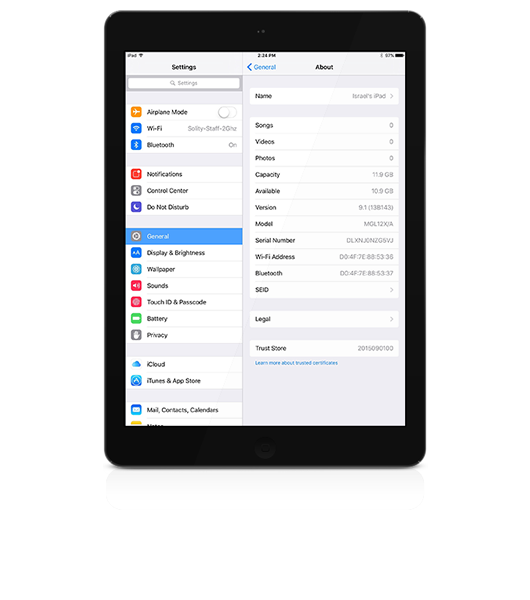 iPad
2:34 PM
97%
Settings
General
About
Settings
Name Israel's iPad
Airplane Mode
Wi-Fi Solity-Staff-2Ghz
Bluetooth On
Songs 0
Videos 0
Photos 0
Capacity 11.9 GB
Available 10.9 GB
Version 9.1 (13B143)
Model MGL12X/A
Serial Number DLXNJ0NZG5VJ
Wi-Fi Address D0:4F:7E:88:53:36
Bluetooth D0:4F:7E:88:53:37
SEID
Legal
Trust Store 2015090100
Learn more about trusted certificates
Notifications
Control Center
Do Not Disturb
General
Display & Brightness
Wallpaper
Sounds
Touch ID & Passcode
Battery
Privacy
iCloud
iTunes & App Store
Mail, Contacts, Calendars